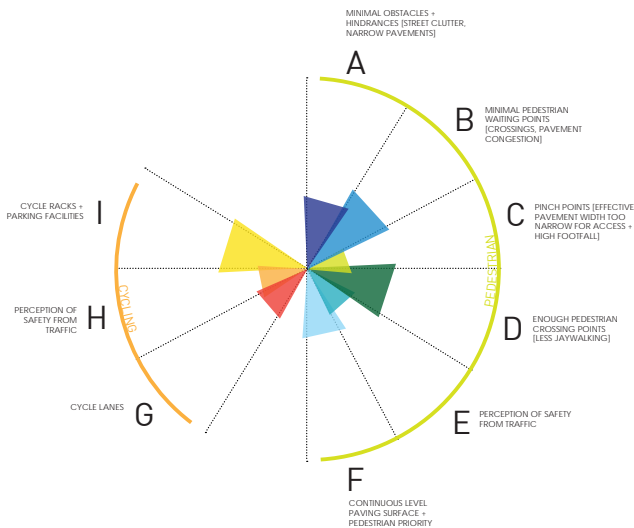 MINIMAL OBSTACLES +
HINDRANCES [STREET CLUTTER,
NARROW PAVEMENTS]
A
B
MINIMAL PEDESTRIAN
WAITING POINTS
[CROSSINGS, PAVEMENT
CONGESTION]
C
PINCH POINTS [EFFECTIVE
PAVEMENT WIDTH TOO
NARROW FOR ACCESS +
HIGH FOOTFALL]
PEDESTRIAN
D
ENOUGH PEDESTRIAN
CROSSING POINTS
[LESS JAYWALKING]
E
PERCEPTION OF SAFETY
FROM TRAFFIC
F
CONTINUOUS LEVEL
PAVING SURFACE +
PEDESTRIAN PRIORITY
CYCLE LANES
G
PERCEPTION OF
SAFETY FROM
TRAFFIC
H
CYCLING
CYCLE RACKS +
PARKING FACILITIES
I